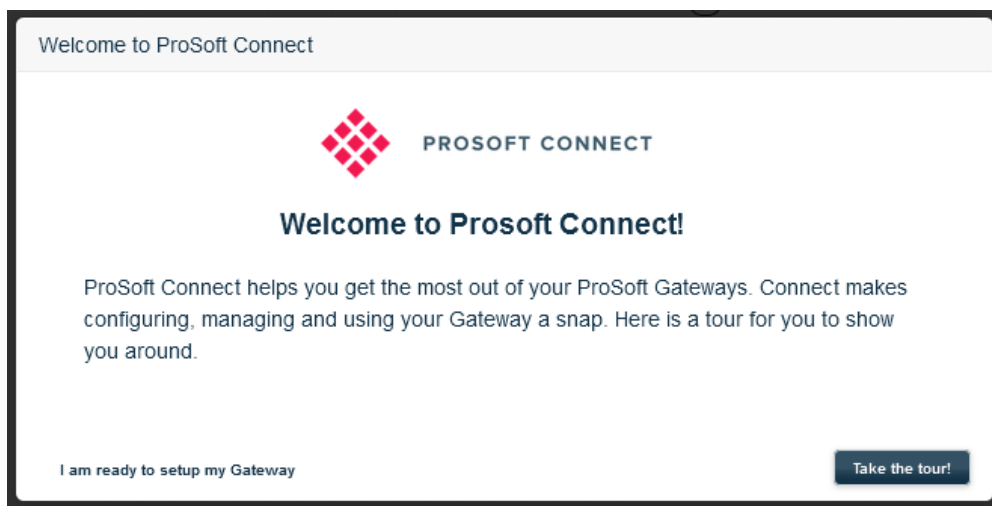 Welcome to ProSoft Connect
PROSOFT CONNECT
Welcome to Prosoft Connect!
ProSoft Connect helps you get the most out of your ProSoft Gateways. Connect makes
configuring, managing and using your Gateway a snap. Here is a tour for you to show
you around.
I am ready to setup my Gateway
Take the tour!